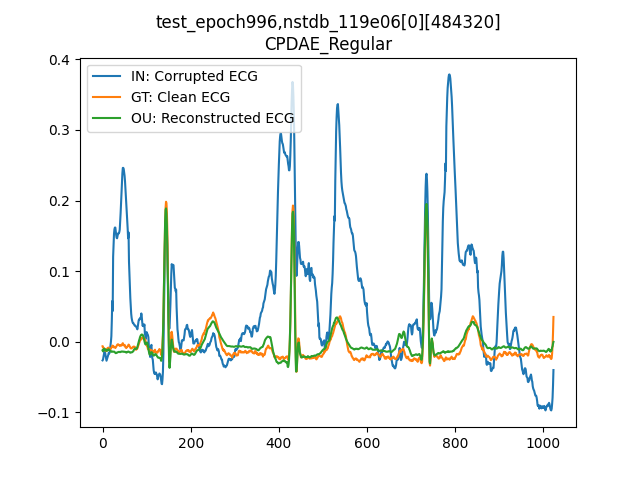 test_epoch996,nstdb_119e06[0][484320]
CPDAE_Regular
IN: Corrupted ECG
GT: Clean ECG
OU: Reconstructed ECG
0.4
0.3
0.2
0.1
0.0
−0.1
0 200 400 600 800 1000